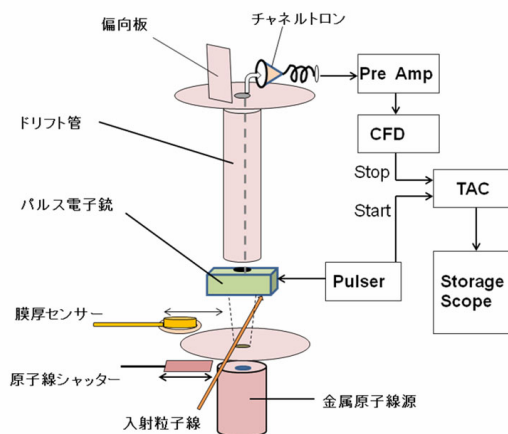 チャネルトロン
偏向板
Pre Amp
ドリフト管
CFD
Stop
TAC
Start
パルス電子銃
Pulser
Storage
Scope
膜厚センサー
原子線シャッター
金属原子線源
入射粒子線